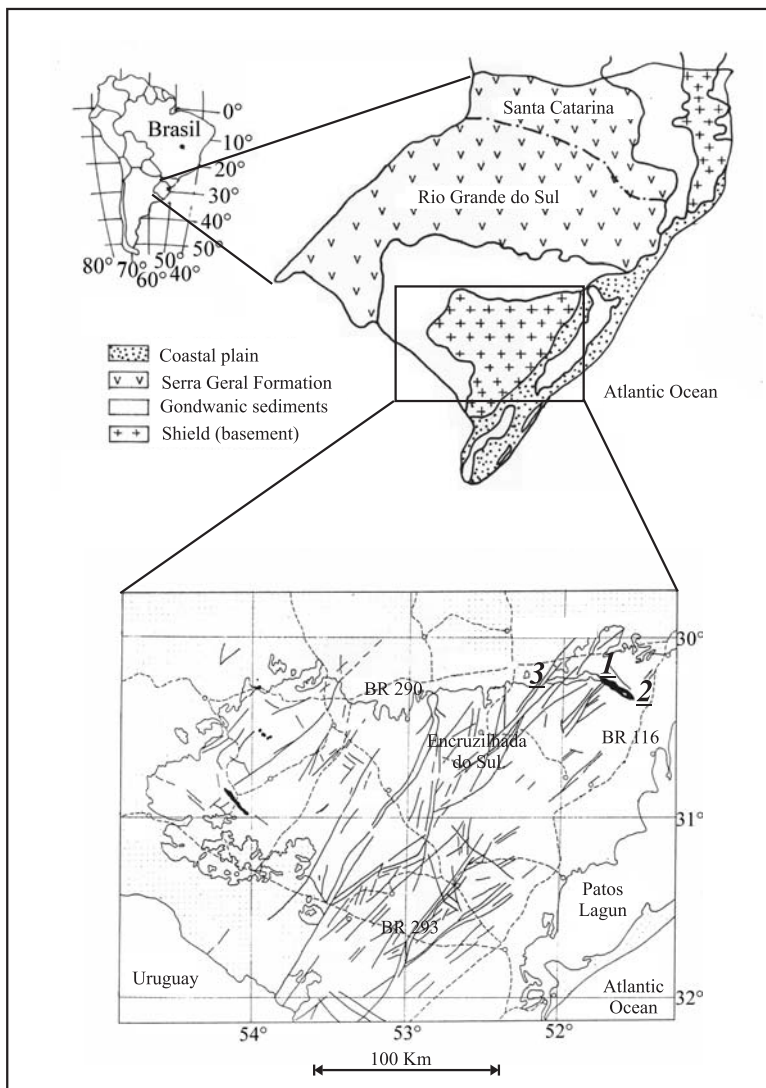 Brasil
0°
10°
20°
30°
40°
50°
80°
70°
60°
50°
40°
Santa Catarina
Rio Grande do Sul
Coastal plain
Serra Geral Formation
Gondwanic sediments
Shield (basement)
Atlantic Ocean
30°
31°
32°
BR 290
3
1
2
Encruzilhada
do Sul
BR 116
Patos
Lagun
BR 293
Uruguay
Atlantic
Ocean
54°
53°
52°
100 Km